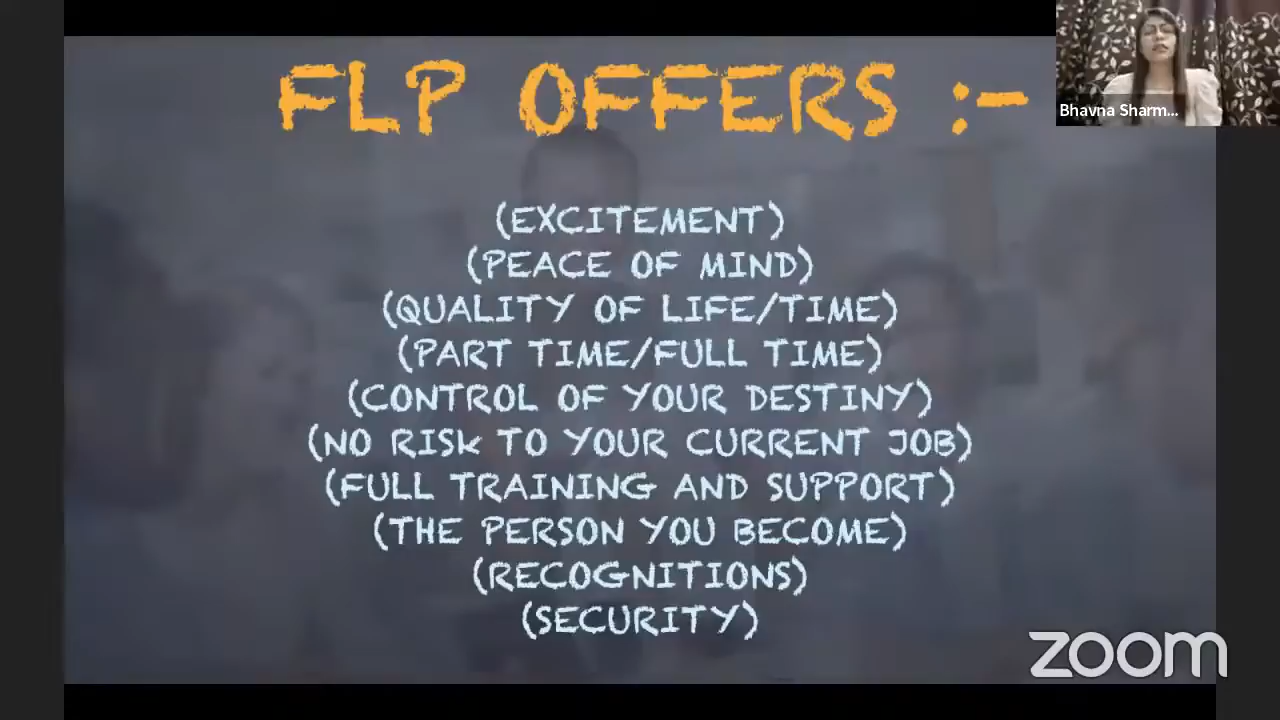 FLP OFFERS :-
Bhavna Sharm...
(EXCITEMENT)
(PEACE OF MIND)
(QUALITY OF LIFE/TIME)
(PART TIME/FULL TIME)
(CONTROL OF YOUR DESTINY)
(NO RISK TO YOUR CURRENT JOB)
(FULL TRAINING AND SUPPORT)
(THE PERSON YOU BECOME)
(RECOGNITIONS)
(SECURITY)
zoom